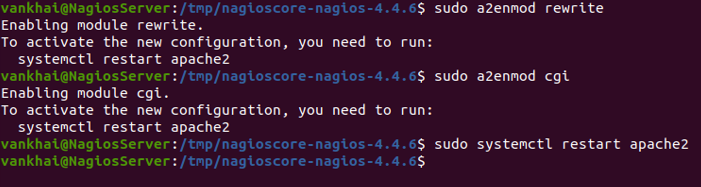 vankhai@NagiosServer:/tmp/nagioscore-nagios-4.4.6$ sudo a2enmod rewrite
Enabling module rewrite.
To activate the new configuration, you need to run:
  systemctl restart apache2
vankhai@NagiosServer:/tmp/nagioscore-nagios-4.4.6$ sudo a2enmod cgi
Enabling module cgi.
To activate the new configuration, you need to run:
  systemctl restart apache2
vankhai@NagiosServer:/tmp/nagioscore-nagios-4.4.6$ sudo systemctl restart apache2
vankhai@NagiosServer:/tmp/nagioscore-nagios-4.4.6$